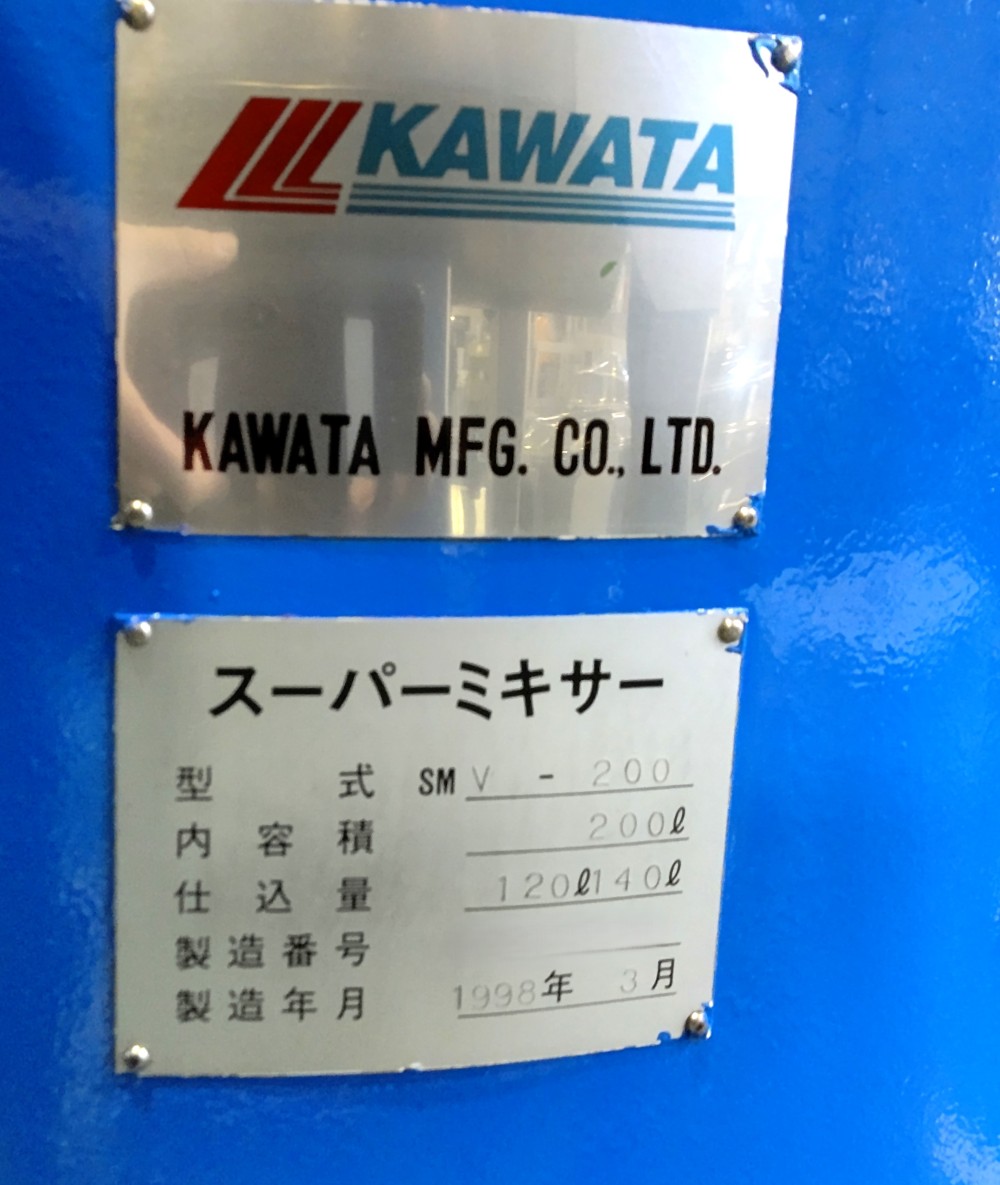 KAWATA
KAWATA MFG. CO., LTD.
スーパーミキサー
型式 SM V - 200
内容積 200ℓ
仕込量 120ℓ140ℓ
製造番号
製造年月 1998年 3月